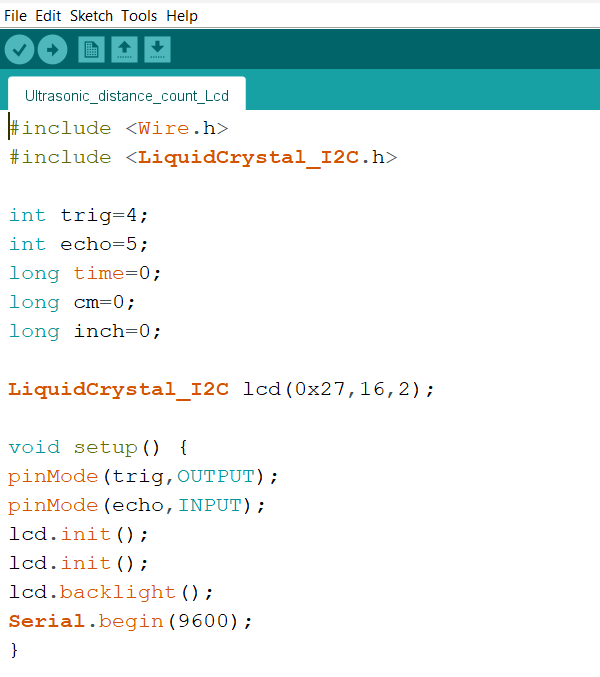 File Edit Sketch Tools Help
Ultrasonic_distance_count_Lcd
#include <Wire.h>
#include <LiquidCrystal_I2C.h>
int trig=4;
int echo=5;
long time=0;
long cm=0;
long inch=0;
LiquidCrystal_I2C lcd(0x27,16,2);
void setup() {
pinMode(trig,OUTPUT);
pinMode(echo,INPUT);
lcd.init();
lcd.init();
lcd.backlight();
Serial.begin(9600);
}